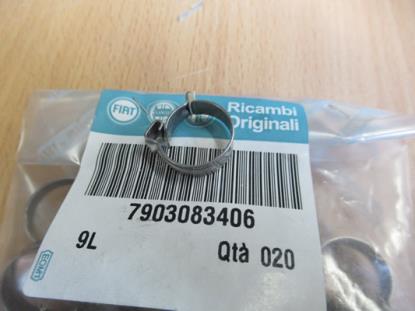 FIAT
Ricambi
Originali
7903083406
9L
Qtà 020